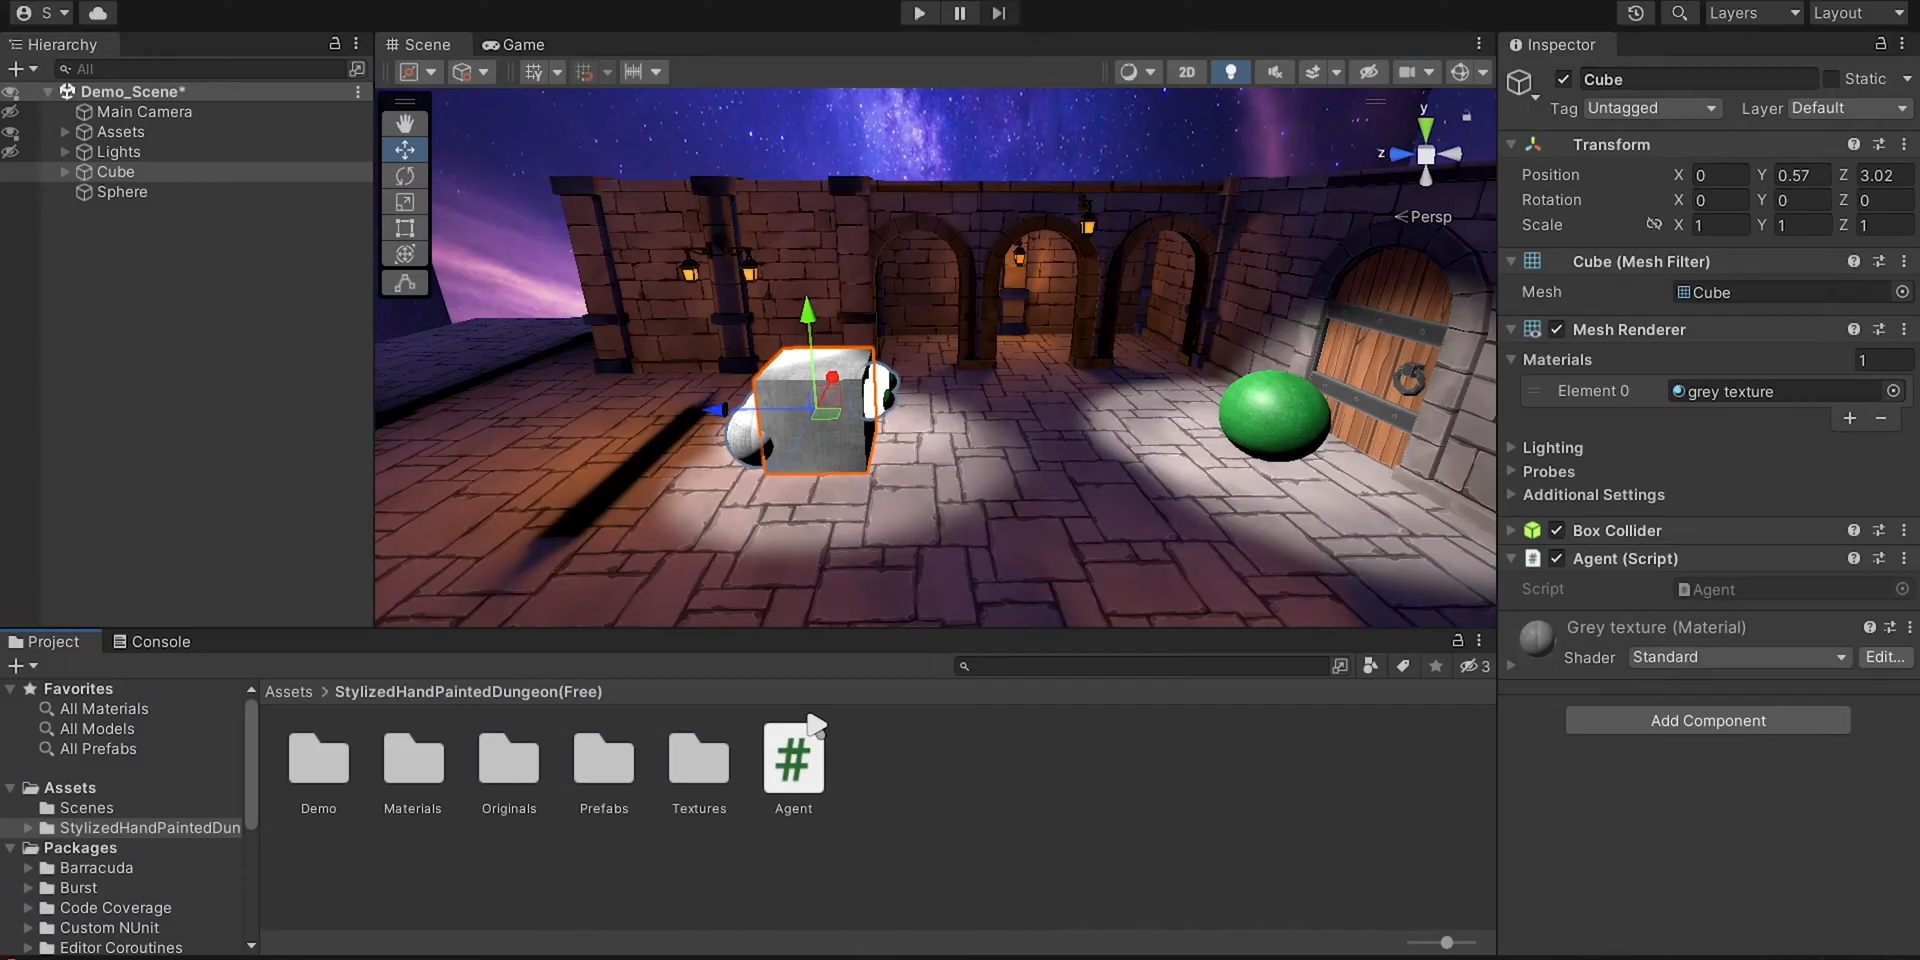 S
Layers
Layout
Hierarchy
All
Demo_Scene*
Main Camera
Assets
Lights
Cube
Sphere
Scene
Game
2D
y
z
Persp
Inspector
Cube
Static
Tag Untagged
Layer Default
Transform
Position X 0 Y 0.57 Z 3.02
Rotation X 0 Y 0 Z 0
Scale X 1 Y 1 Z 1
Cube (Mesh Filter)
Mesh Cube
Mesh Renderer
Materials 1
Element 0 grey texture
Lighting
Probes
Additional Settings
Box Collider
Agent (Script)
Script Agent
Grey texture (Material)
Shader Standard Edit...
Add Component
Project
Console
3
Favorites
All Materials
All Models
All Prefabs
Assets
Scenes
StylizedHandPaintedDun
Packages
Barracuda
Burst
Code Coverage
Custom NUnit
Editor Coroutines
Assets > StylizedHandPaintedDungeon(Free)
Demo
Materials
Originals
Prefabs
Textures
#
Agent